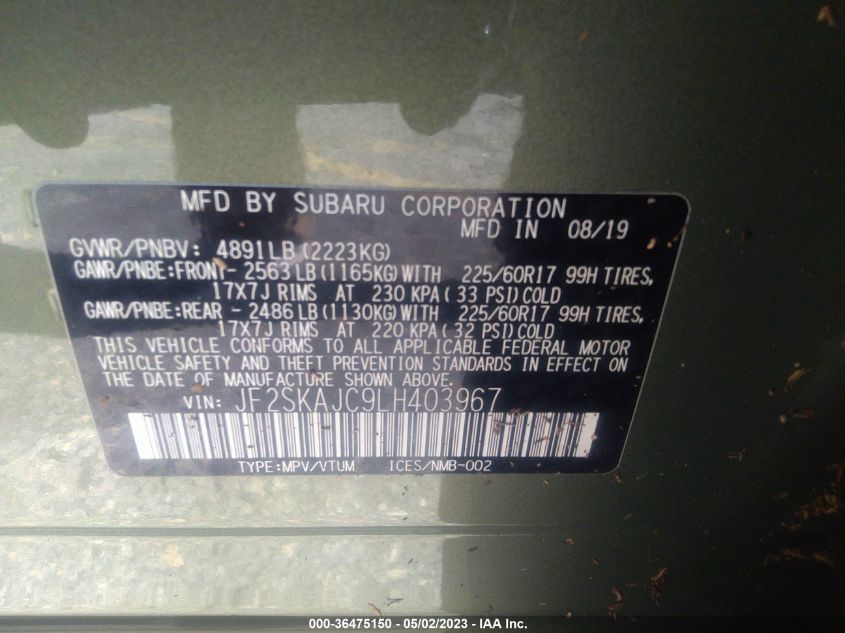 MFD BY SUBARU CORPORATION
MFD IN 08/19
GVWR/PNBV: 4891LB (2223KG)
GAWR/PNBE:FRONT- 2563LB (1165KG) WITH 225/60R17 99H TIRES,
17X7J RIMS AT 230 KPA (33 PSI) COLD
GAWR/PNBE:REAR - 2486LB (1130KG) WITH 225/60R17 99H TIRES,
17X7J RIMS AT 220 KPA (32 PSI) COLD
THIS VEHICLE CONFORMS TO ALL APPLICABLE FEDERAL MOTOR
VEHICLE SAFETY AND THEFT PREVENTION STANDARDS IN EFFECT ON
THE DATE OF MANUFACTURE SHOWN ABOVE.
VIN: JF2SKAJC9LH403967
TYPE:MPV/VTUM ICES/NMB-002
000-36475150 - 05/02/2023 - IAA Inc.